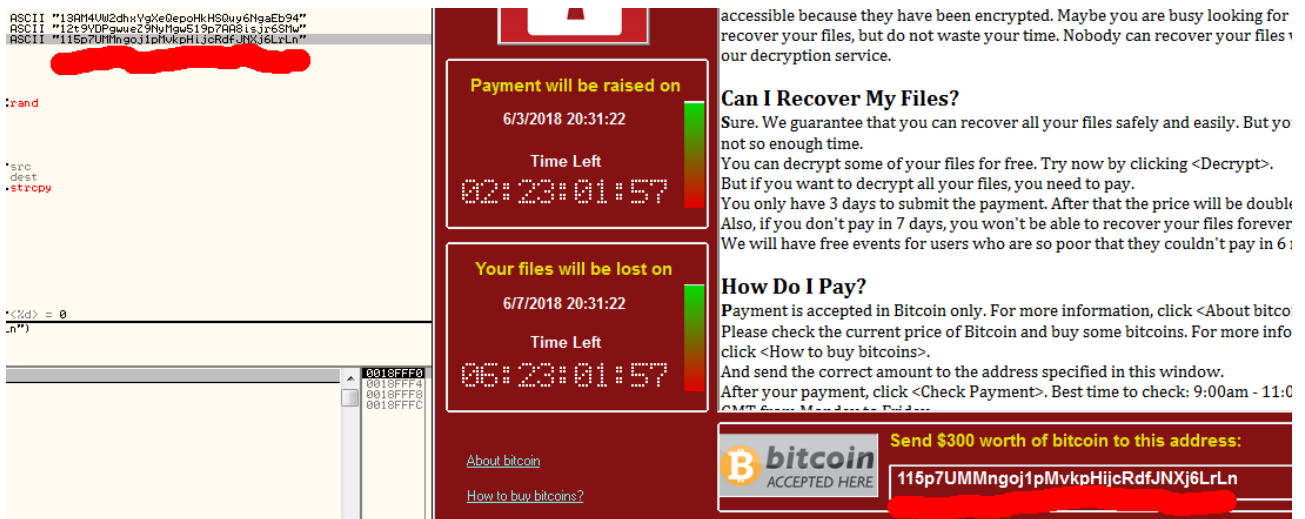 ASCII "13AM4VW2dhxYgXeQepoHkHSQuy6NgaEb94"
ASCII "12t9YDPgwueZ9NyMgw519p7AA8isjr6SMw"
ASCII "115p7UMMngoj1pMvkpHijcRdfJNXj6LrLn"
rand
src
dest
strcpy
<%d> = 0
Ln")
0018FFF0
0018FFF4
0018FFF8
0018FFFC
Payment will be raised on
6/3/2018 20:31:22
Time Left
02:23:01:57
Your files will be lost on
6/7/2018 20:31:22
Time Left
06:23:01:57
About bitcoin
How to buy bitcoins?
accessible because they have been encrypted. Maybe you are busy looking for
recover your files, but do not waste your time. Nobody can recover your files
our decryption service.
Can I Recover My Files?
Sure. We guarantee that you can recover all your files safely and easily. But yo
not so enough time.
You can decrypt some of your files for free. Try now by clicking <Decrypt>.
But if you want to decrypt all your files, you need to pay.
You only have 3 days to submit the payment. After that the price will be double
Also, if you don't pay in 7 days, you won't be able to recover your files forever
We will have free events for users who are so poor that they couldn't pay in 6
How Do I Pay?
Payment is accepted in Bitcoin only. For more information, click <About bitco
Please check the current price of Bitcoin and buy some bitcoins. For more info
click <How to buy bitcoins>.
And send the correct amount to the address specified in this window.
After your payment, click <Check Payment>. Best time to check: 9:00am - 11:0
GMT from Monday to Friday
bitcoin
ACCEPTED HERE
Send $300 worth of bitcoin to this address:
115p7UMMngoj1pMvkpHijcRdfJNXj6LrLn